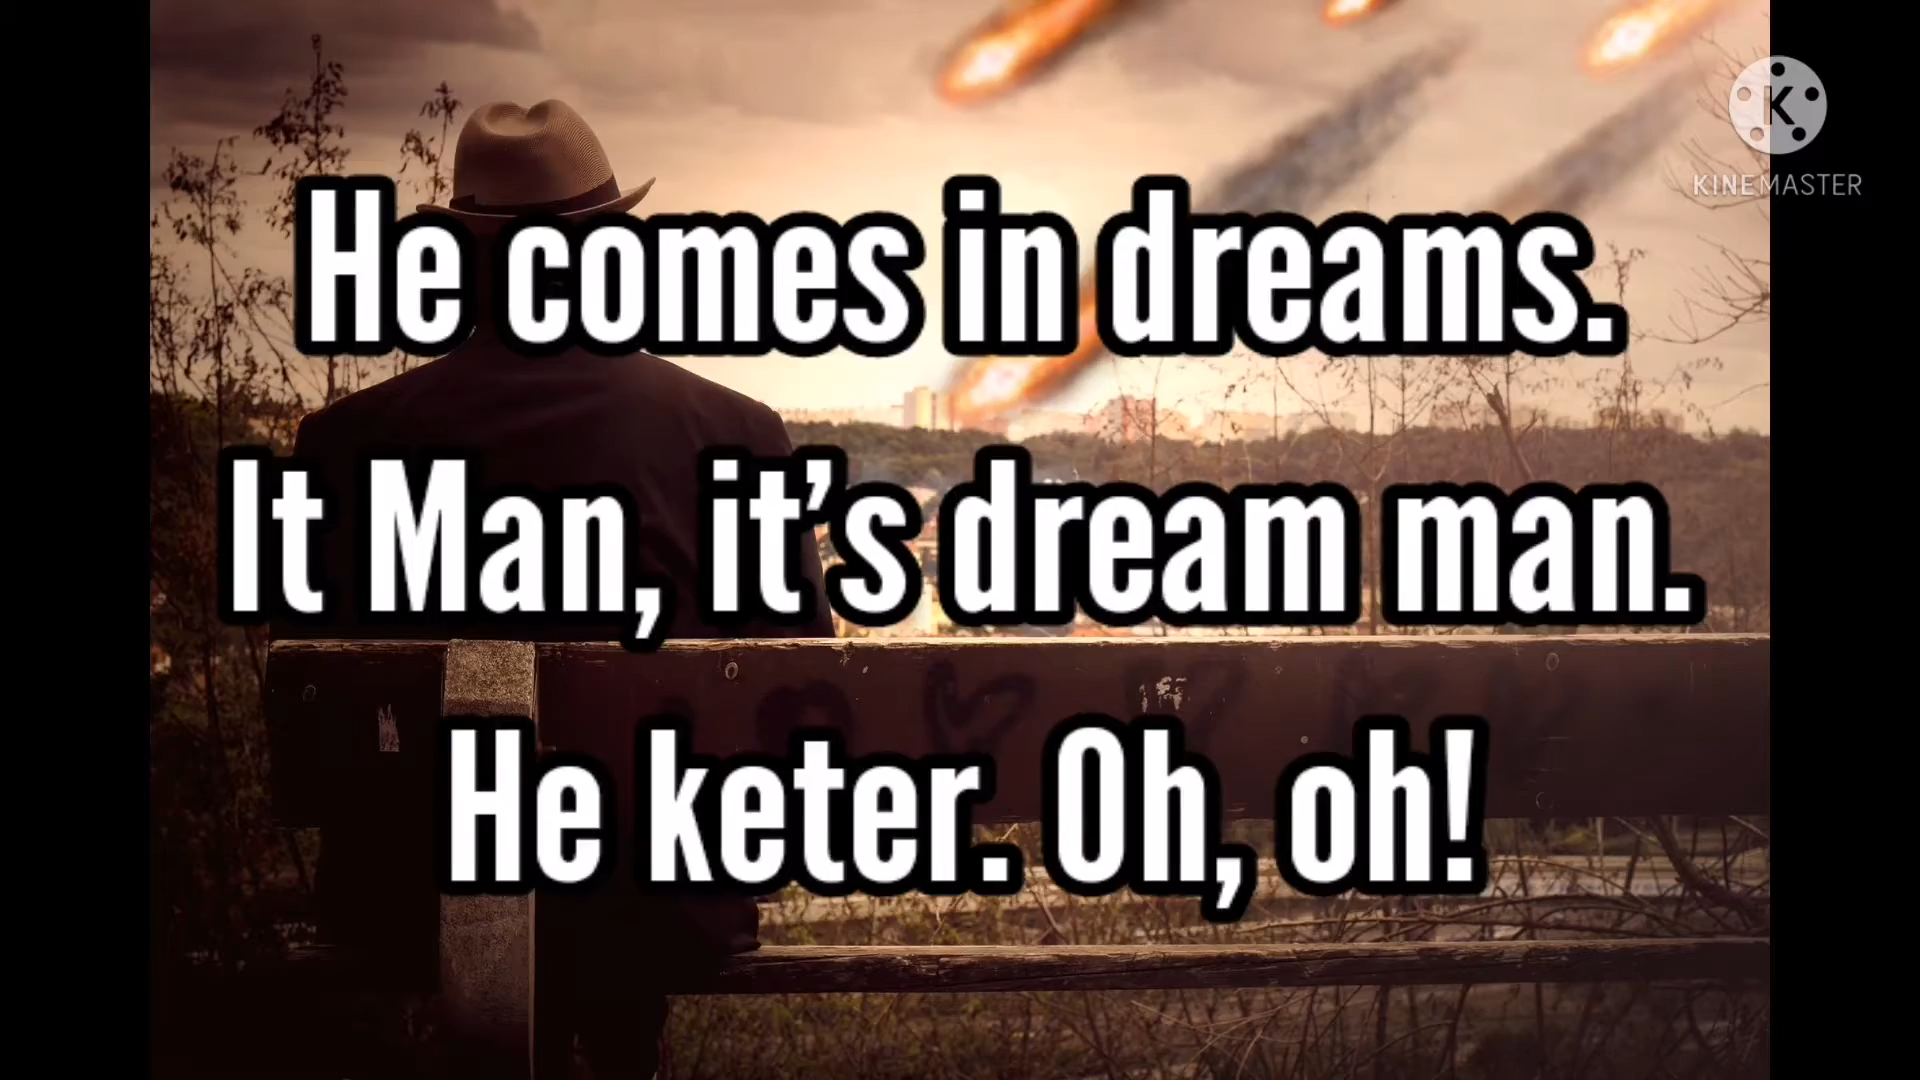 K
KINEMASTER
He comes in dreams.
It Man, it’s dream man.
He keter. Oh, oh!